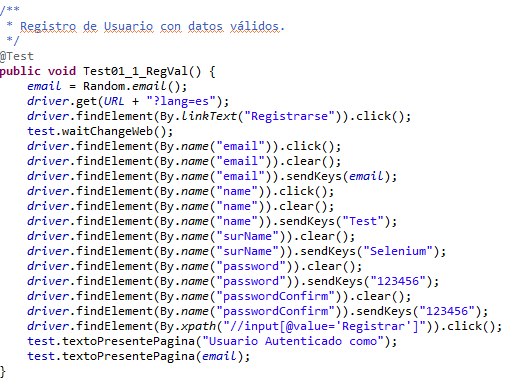 /**
 * Registro de Usuario con datos válidos.
 */
@Test
public void Test01_1_RegVal() {
    email = Random.email();
    driver.get(URL + "?lang=es");
    driver.findElement(By.linkText("Registrarse")).click();
    test.waitChangeWeb();
    driver.findElement(By.name("email")).click();
    driver.findElement(By.name("email")).clear();
    driver.findElement(By.name("email")).sendKeys(email);
    driver.findElement(By.name("name")).click();
    driver.findElement(By.name("name")).clear();
    driver.findElement(By.name("name")).sendKeys("Test");
    driver.findElement(By.name("surName")).clear();
    driver.findElement(By.name("surName")).sendKeys("Selenium");
    driver.findElement(By.name("password")).clear();
    driver.findElement(By.name("password")).sendKeys("123456");
    driver.findElement(By.name("passwordConfirm")).clear();
    driver.findElement(By.name("passwordConfirm")).sendKeys("123456");
    driver.findElement(By.xpath("//input[@value='Registrar']")).click();
    test.textoPresentePagina("Usuario Autenticado como");
    test.textoPresentePagina(email);
}